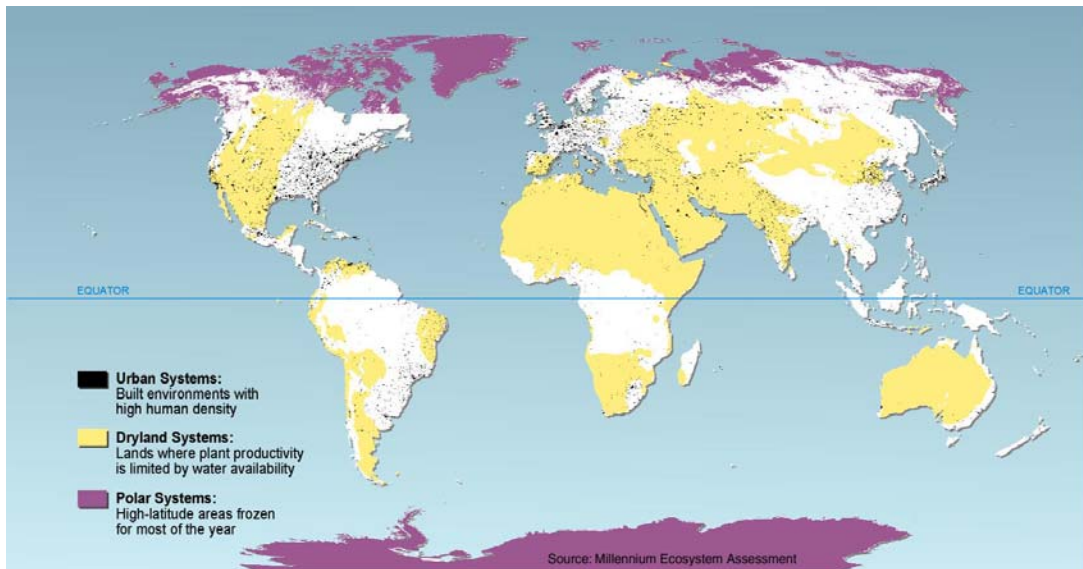 EQUATOR
EQUATOR
Urban Systems:
Built environments with
high human density
Dryland Systems:
Lands where plant productivity
is limited by water availability
Polar Systems:
High-latitude areas frozen
for most of the year
Source: Millennium Ecosystem Assessment